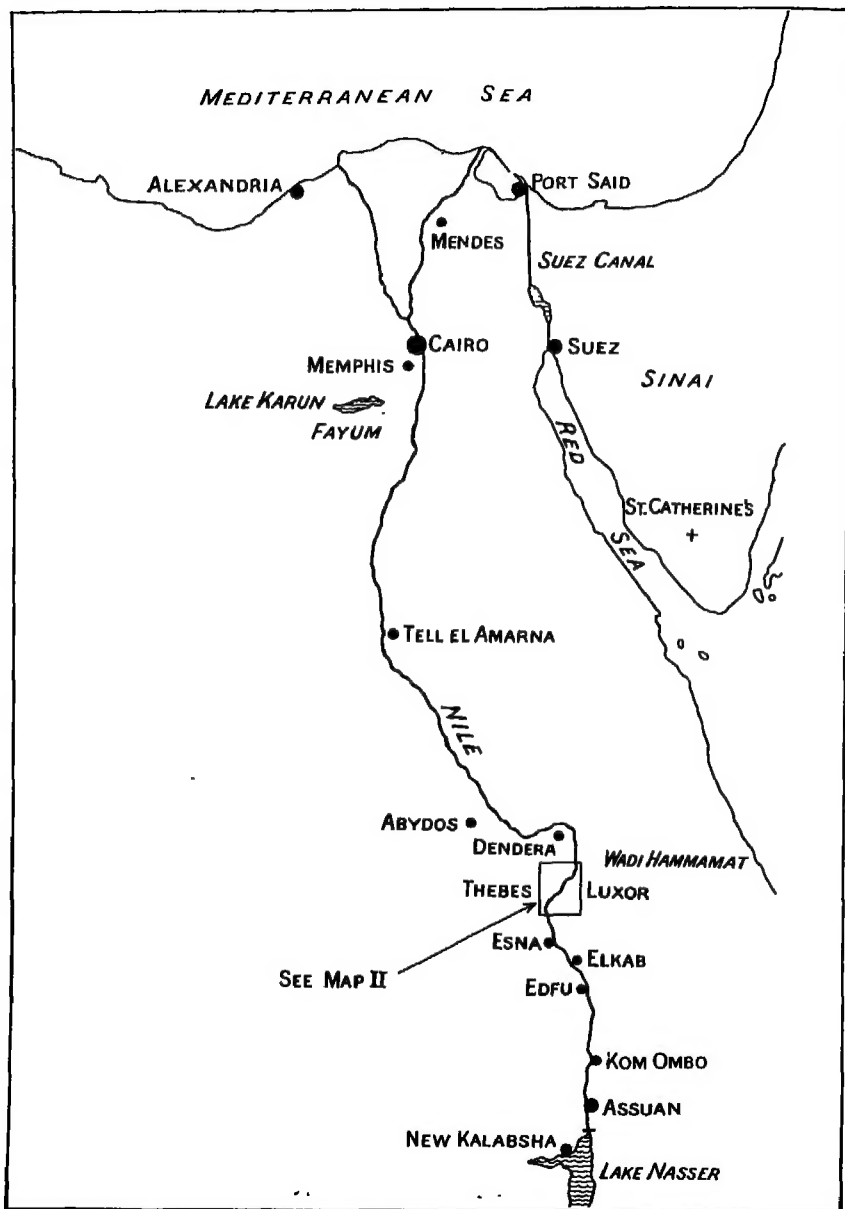 MEDITERRANEAN SEA
ALEXANDRIA
PORT SAID
MENDES
SUEZ CANAL
CAIRO
SUEZ
MEMPHIS
SINAI
LAKE KARUN
FAYUM
RED
SEA
ST. CATHERINE'S
TELL EL AMARNA
NILE
ABYDOS
DENDERA
WADI HAMMAMAT
THEBES
LUXOR
ESNA
ELKAB
SEE MAP II
EDFU
KOM OMBO
ASSUAN
NEW KALABSHA
LAKE NASSER